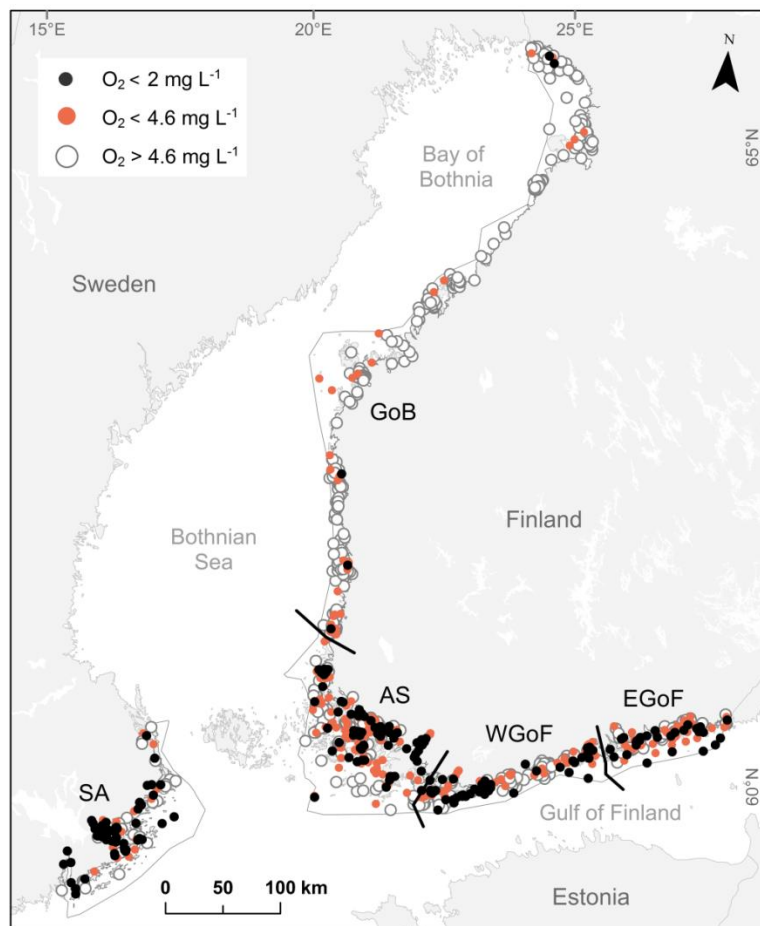 15°E
20°E
25°E
N
O₂ < 2 mg L⁻¹
O₂ < 4.6 mg L⁻¹
O₂ > 4.6 mg L⁻¹
65°N
Bay of
Bothnia
Sweden
GoB
Bothnian
Sea
Finland
AS
EGoF
WGoF
SA
60°N
Gulf of Finland
0 50 100 km
Estonia